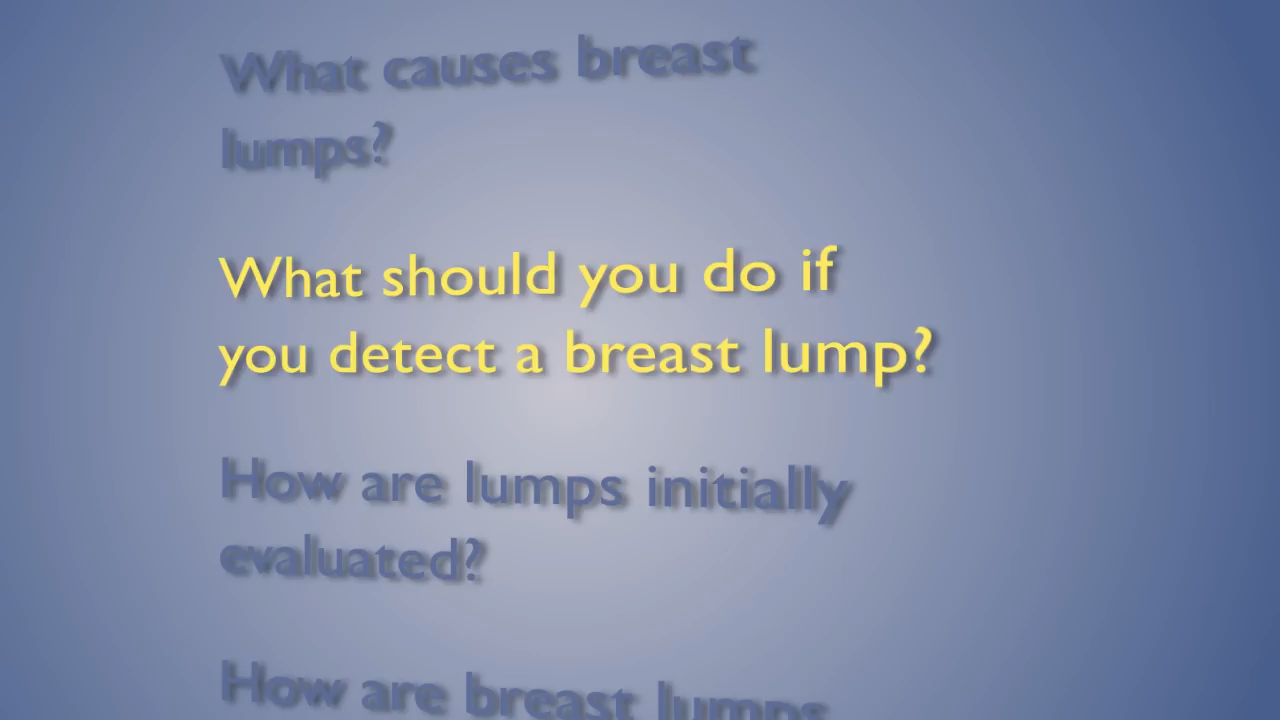 What causes breast
lumps?
What should you do if
you detect a breast lump?
How are lumps initially
evaluated?
How are breast lumps